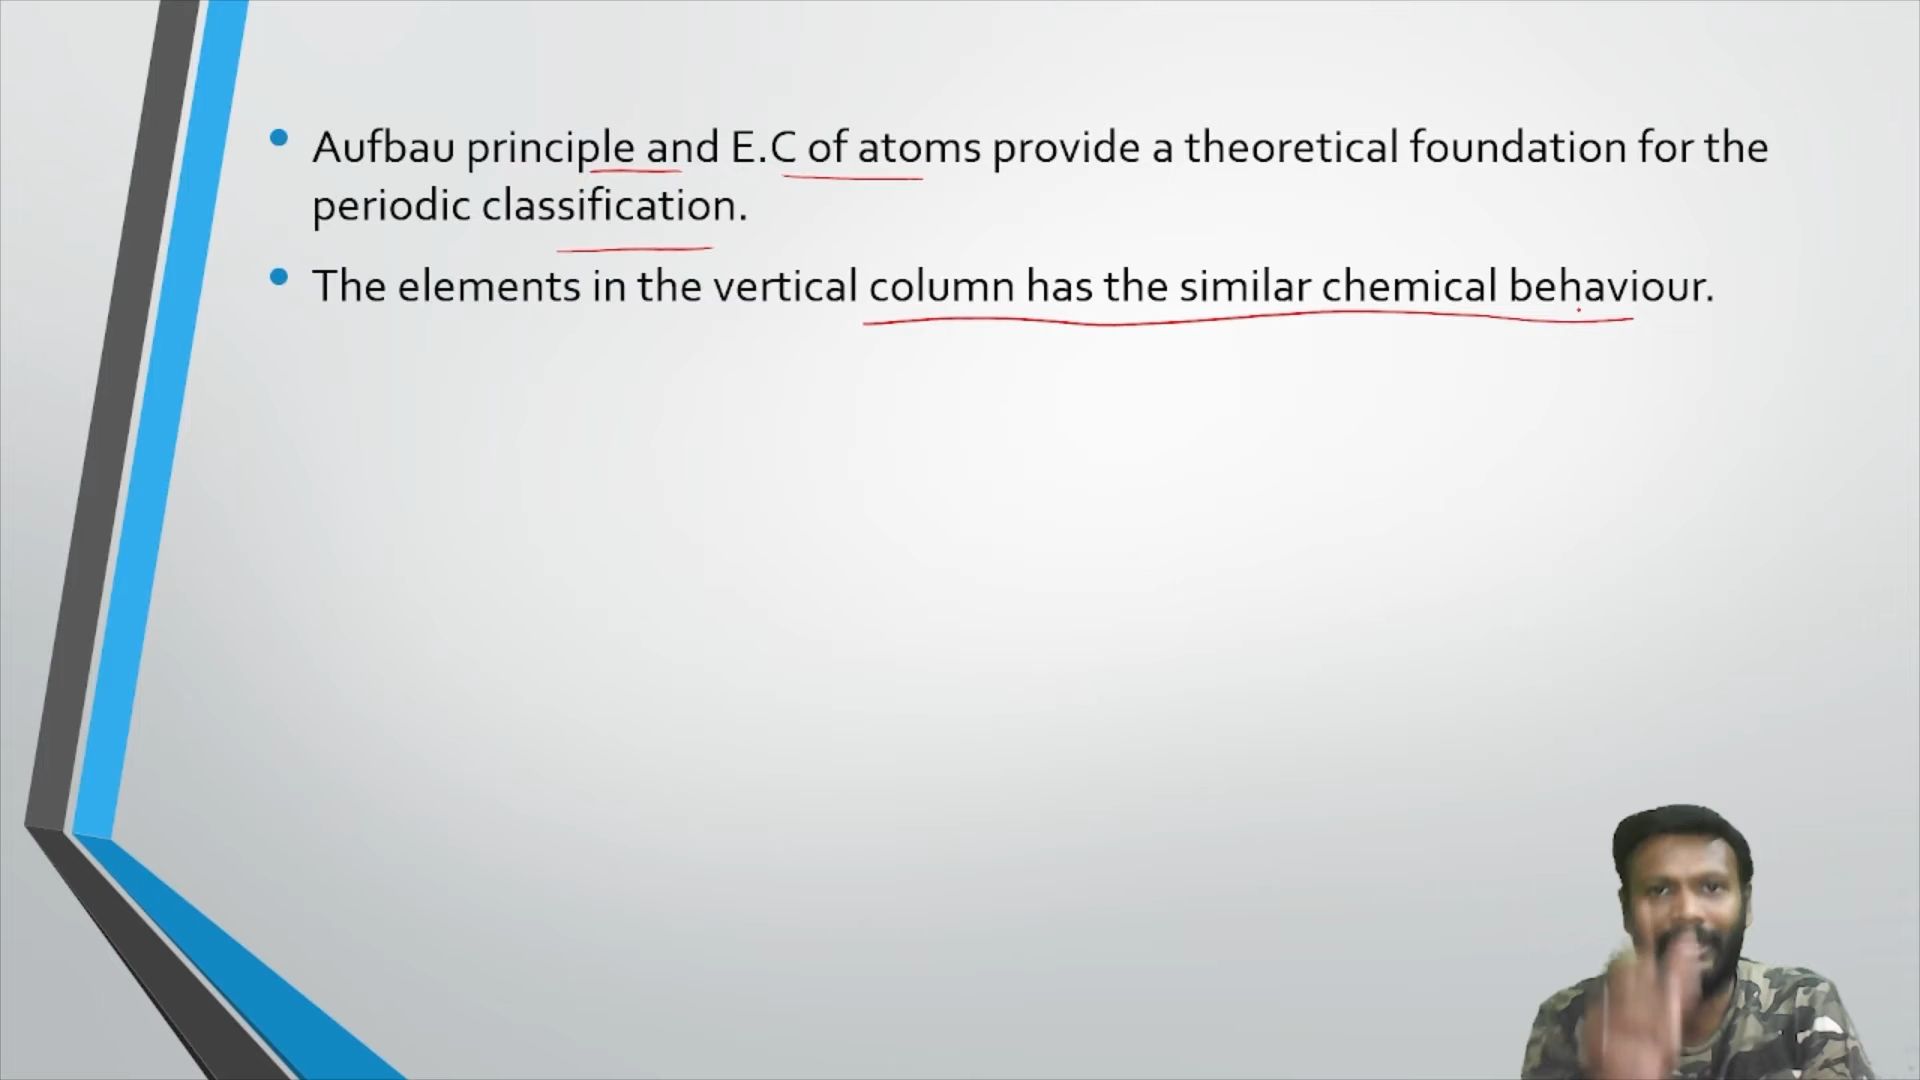 Aufbau principle and E.C of atoms provide a theoretical foundation for the
periodic classification.
The elements in the vertical column has the similar chemical behaviour.